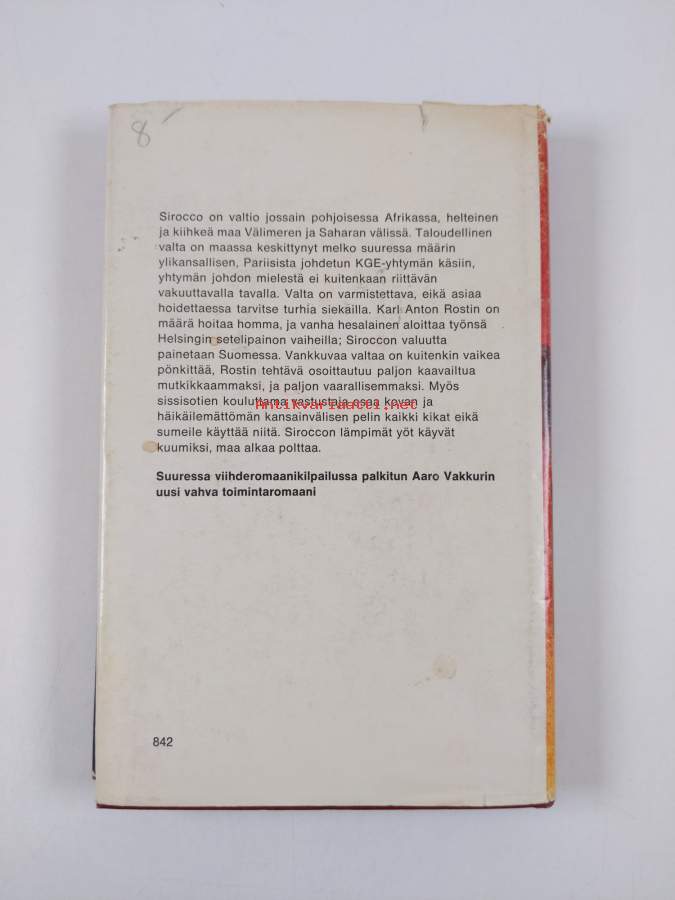 8
Sirocco on valtio jossain pohjoisessa Afrikassa, helteinen
ja kiihkeä maa Välimeren ja Saharan välissä. Taloudellinen
valta on maassa keskittynyt melko suuressa määrin
ylikansallisen, Pariisista johdetun KGE-yhtymän käsiin,
yhtymän johdon mielestä ei kuitenkaan riittävän
vakuuttavalla tavalla. Valta on varmistettava, eikä asiaa
hoidettaessa tarvitse turhia siekailla. Karl Anton Rostin on
määrä hoitaa homma, ja vanha hesalainen aloittaa työnsä
Helsingin setelipainon vaiheilla; Siroccon valuutta
painetaan Suomessa. Vankkuvaa valtaa on kuitenkin vaikea
pönkittää, Rostin tehtävä osoittautuu paljon kaavailtua
mutkikkaammaksi, ja paljon vaarallisemmaksi. Myös
sissisotien kouluttama vastustaja osaa kovan ja
Antikvariaatti.net
häikäilemättömän kansainvälisen pelin kaikki kikat eikä
sumeile käyttää niitä. Siroccon lämpimät yöt käyvät
kuumiksi, maa alkaa polttaa.
Suuressa viihderomaanikilpailussa palkitun Aaro Vakkurin
uusi vahva toimintaromaani
842